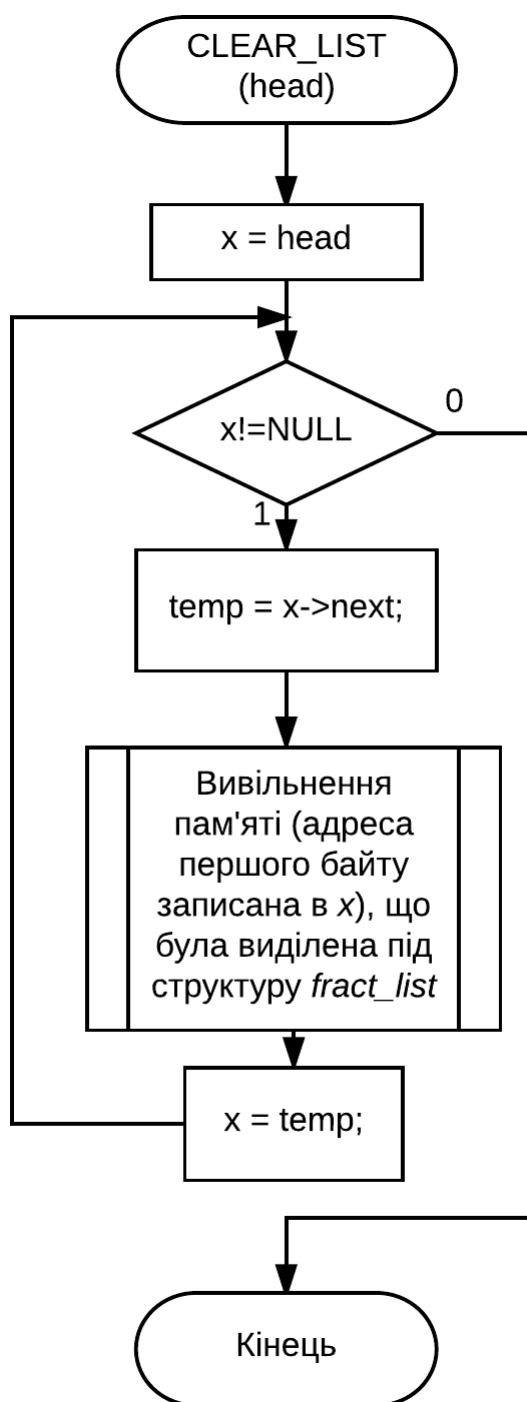 CLEAR_LIST
(head)
x = head
x!=NULL
0
1
temp = x->next;
Вивільнення
пам'яті (адреса
першого байту
записана в x), що
була виділена під
структуру fract_list
x = temp;
Кінець